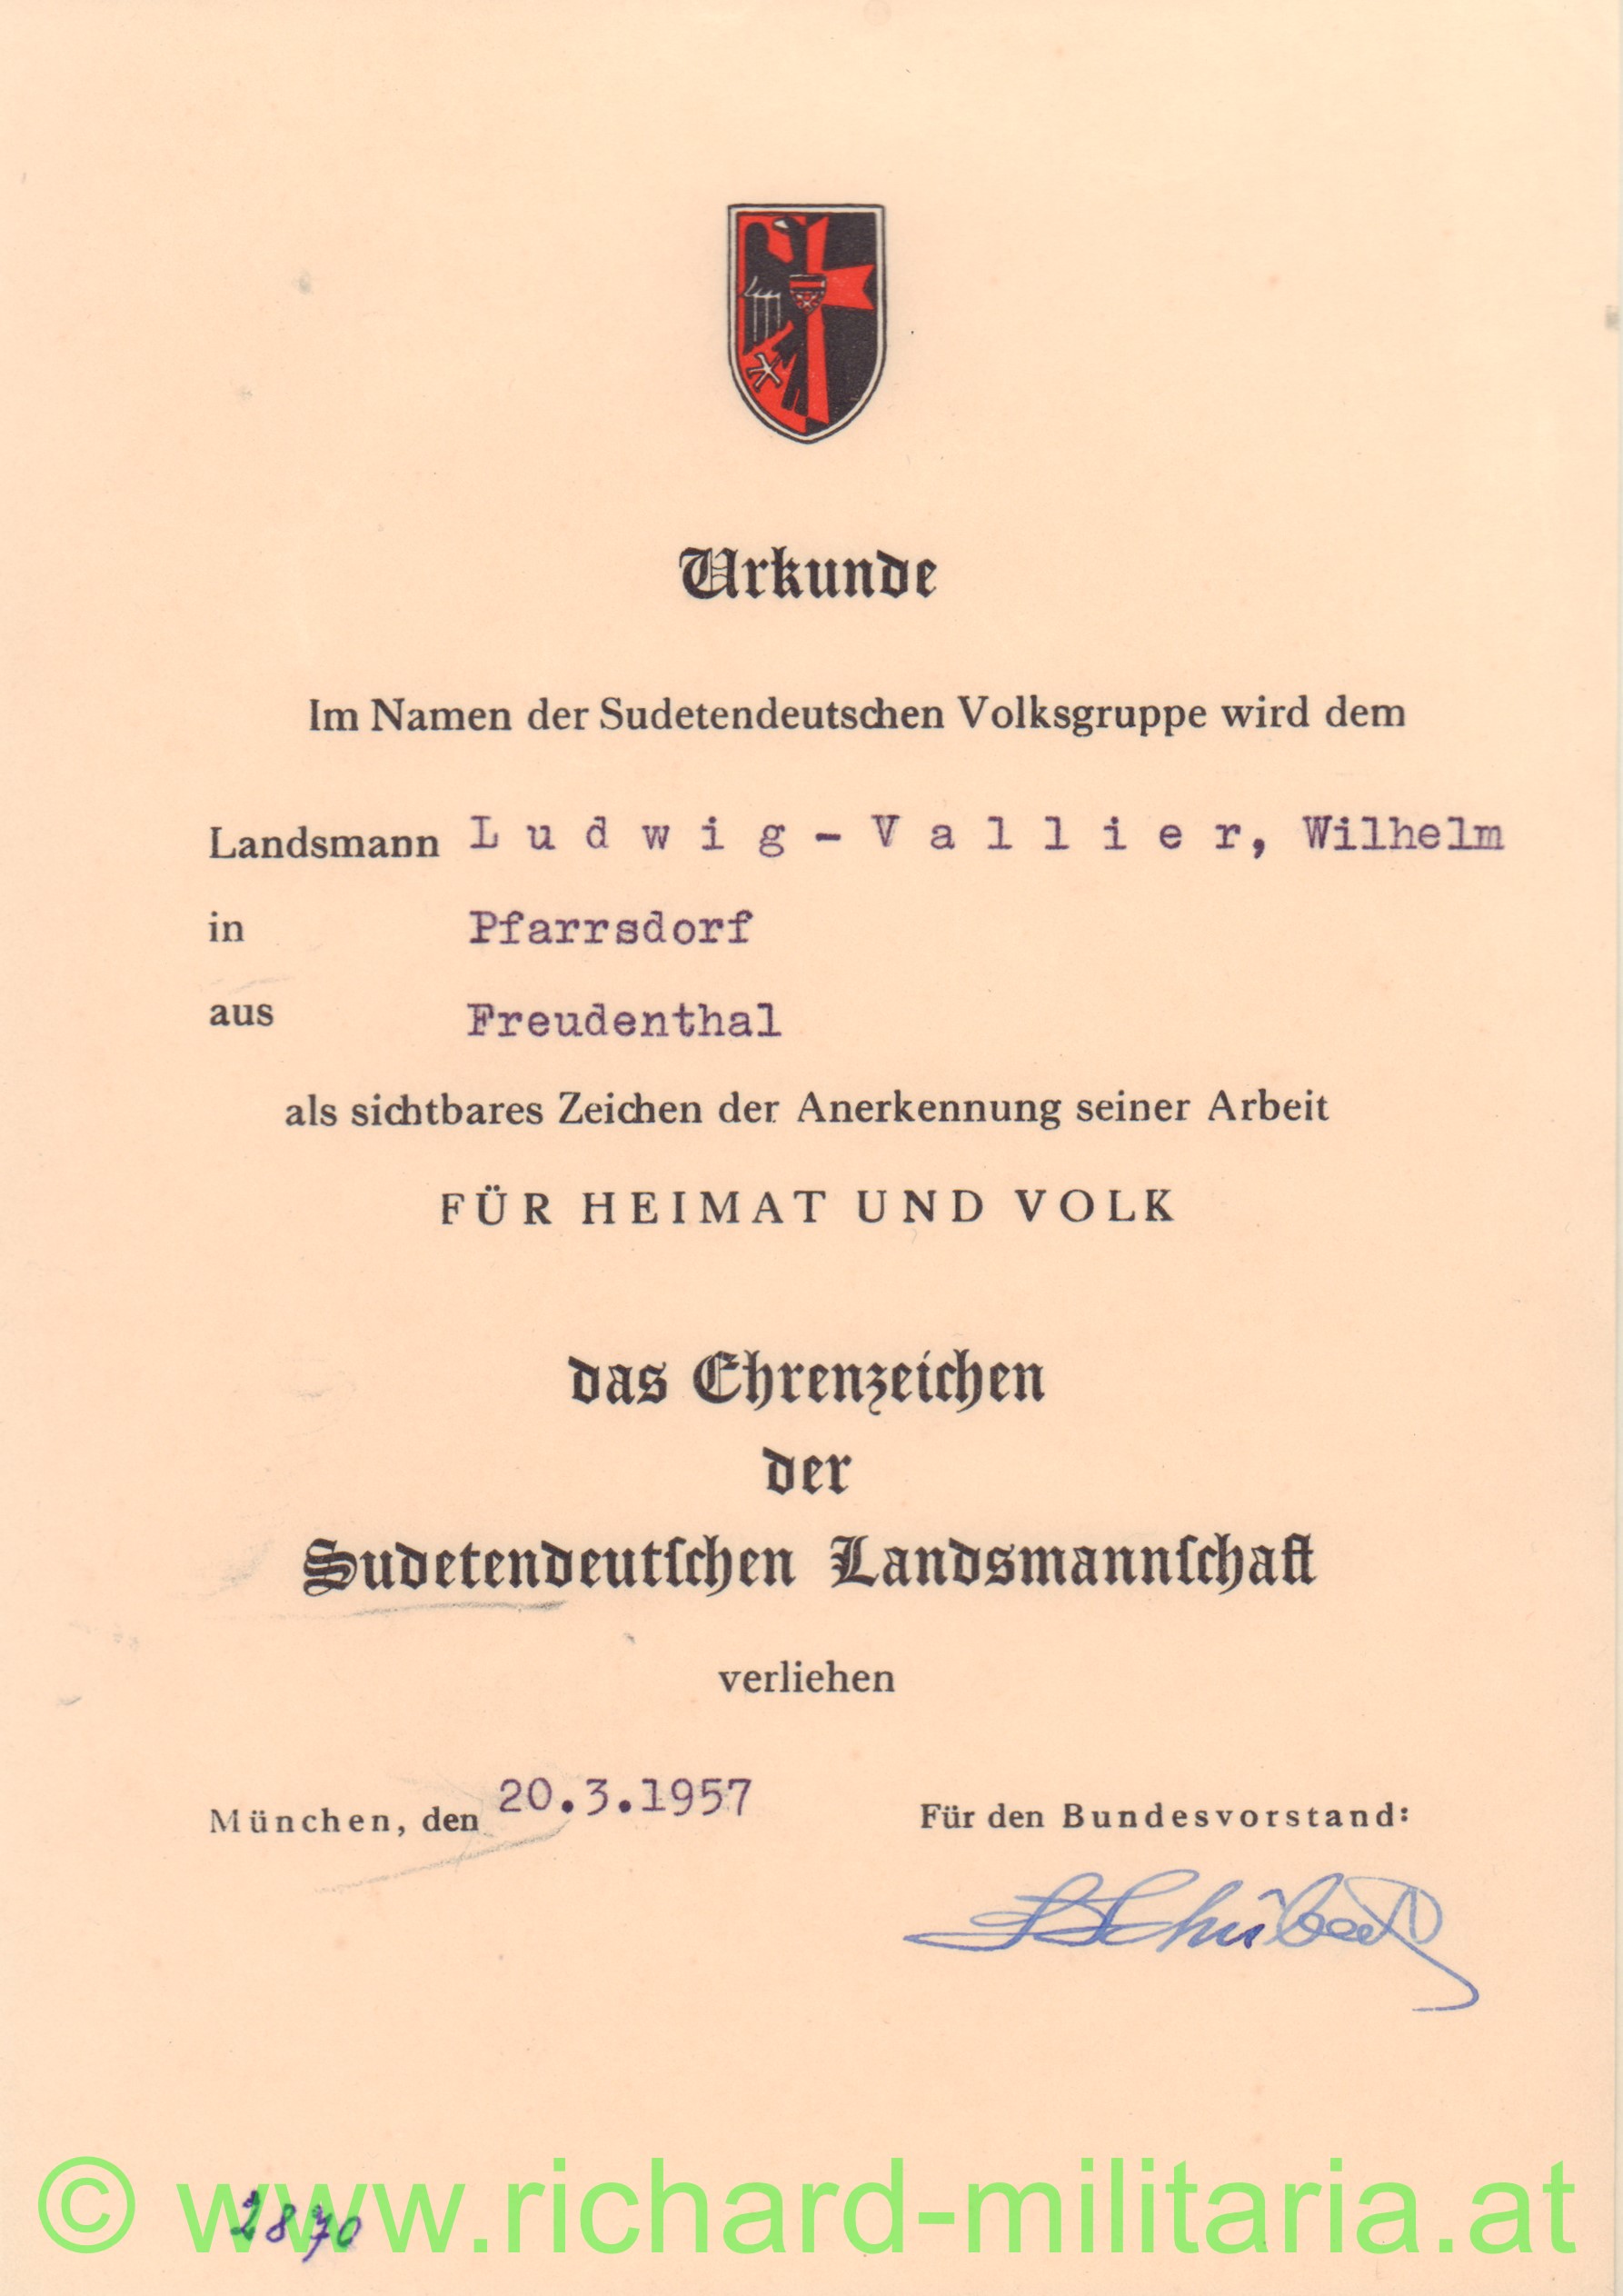 Urkunde
Im Namen der Sudetendeutschen Volksgruppe wird dem
Landsmann L u d w i g - V a l l i e r, Wilhelm
in Pfarrsdorf
aus Freudenthal
als sichtbares Zeichen der Anerkennung seiner Arbeit
FÜR HEIMAT UND VOLK
das Ehrenzeichen
der
Sudetendeutſchen Landsmannſchaft
verliehen
München, den 20.3.1957
Für den Bundesvorstand:
© www.richard-militaria.at
2870